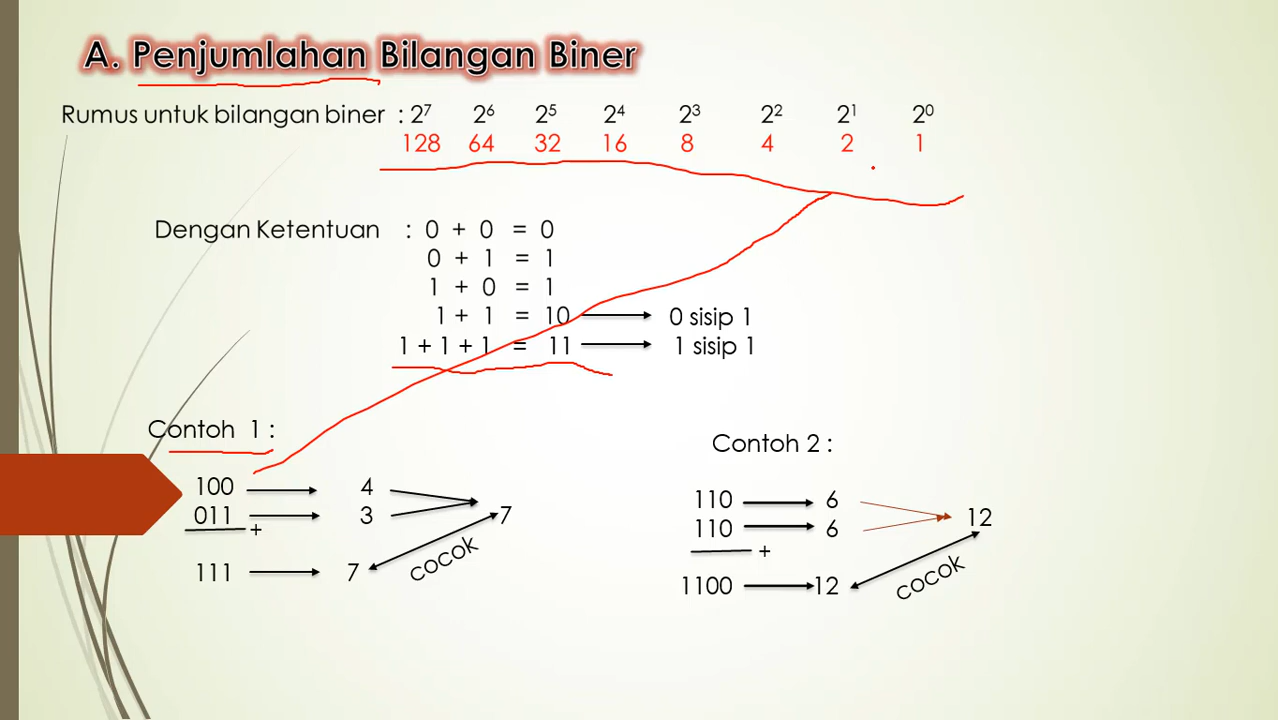 A. Penjumlahan Bilangan Biner
Rumus untuk bilangan biner : 2⁷ 2⁶ 2⁵ 2⁴ 2³ 2² 2¹ 2⁰
128 64 32 16 8 4 2 1
Dengan Ketentuan : 0 + 0 = 0
0 + 1 = 1
1 + 0 = 1
1 + 1 = 10 0 sisip 1
1 + 1 + 1 = 11 1 sisip 1
Contoh 1 :
100 4
011 3 7
+
111 7 cocok
Contoh 2 :
110 6
110 6 12
+
1100 12 cocok